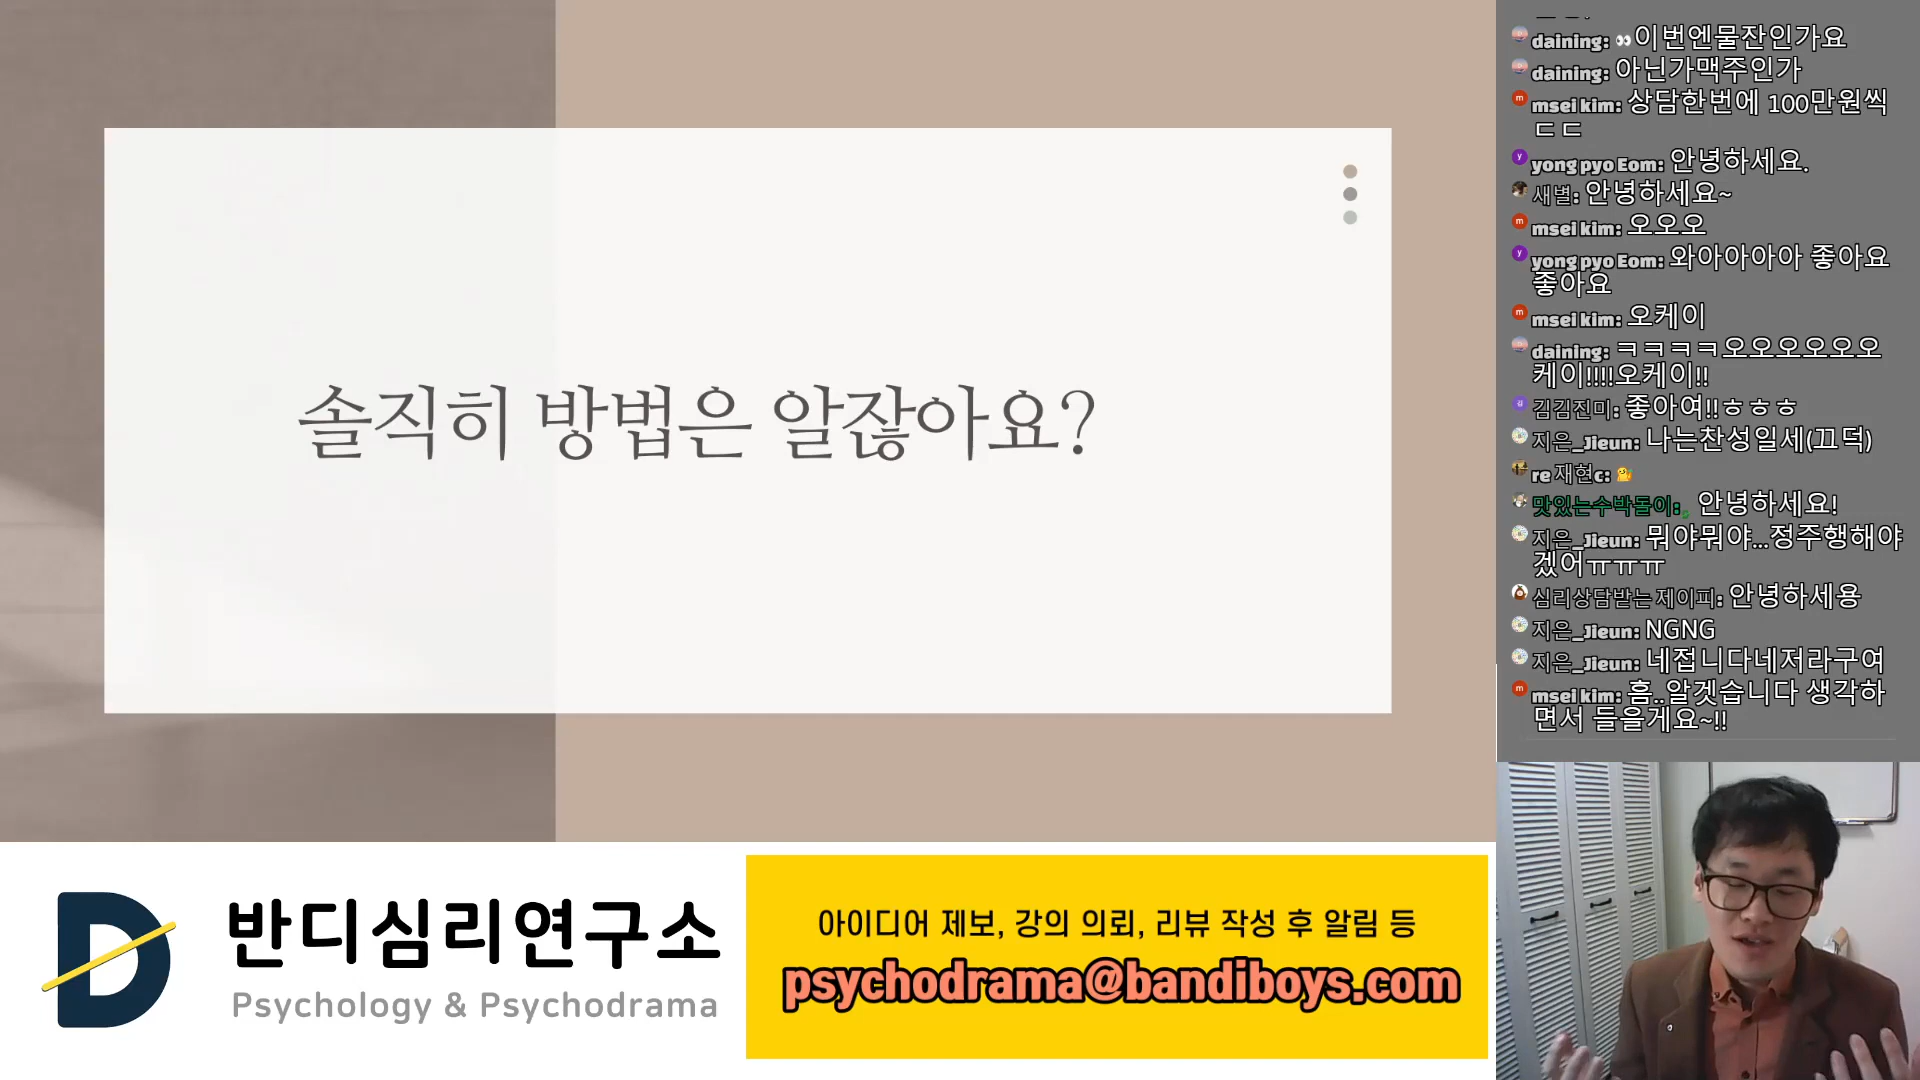 솔직히 방법은 알잖아요?
반디심리연구소
Psychology & Psychodrama
아이디어 제보, 강의 의뢰, 리뷰 작성 후 알림 등
psychodrama@bandiboys.com
daining: 👀이번엔물잔인가요
daining: 아닌가맥주인가
msei kim: 상담한번에 100만원씩
ㄷㄷ
yong pyo Eom: 안녕하세요.
새별: 안녕하세요~
msei kim: 오오오
yong pyo Eom: 와아아아아 좋아요
좋아요
msei kim: 오케이
daining: ㅋㅋㅋㅋ오오오오오오
케이!!!!오케이!!
김김진미: 좋아여!!ㅎㅎㅎ
지은_Jieun: 나는찬성일세(끄덕)
re 재현c:
맛있는수박돌이: 안녕하세요!
지은_Jieun: 뭐야뭐야...정주행해야
겠어ㅠㅠㅠ
심리상담받는 제이피: 안녕하세용
지은_Jieun: NGNG
지은_Jieun: 네접니다네저라구여
msei kim: 흠..알겟습니다 생각하
면서 들을게요~!!